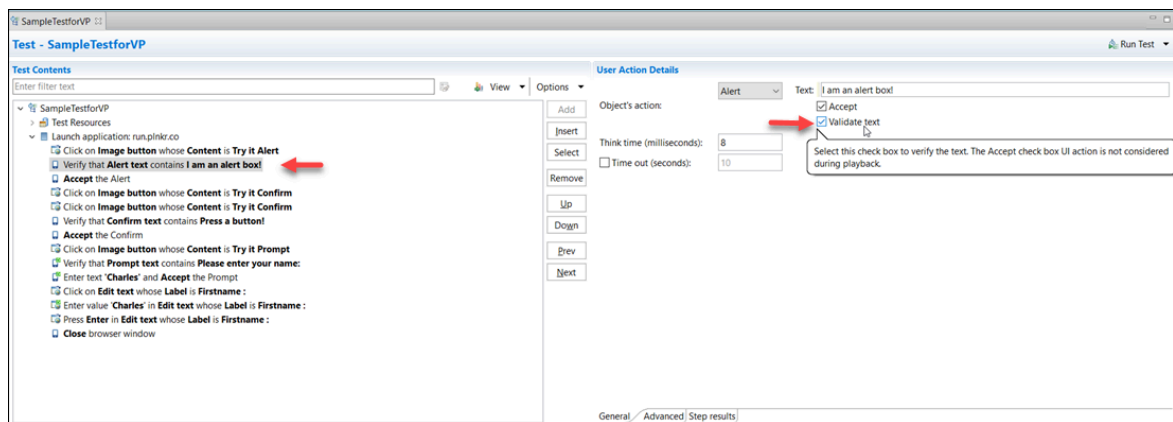 SampleTestforVP
Test - SampleTestforVP
Run Test
Test Contents
Enter filter text
View
Options
SampleTestforVP
Test Resources
Launch application: run.plnkr.co
Click on Image button whose Content is Try it Alert
Verify that Alert text contains I am an alert box!
Accept the Alert
Click on Image button whose Content is Try it Confirm
Click on Image button whose Content is Try it Confirm
Verify that Confirm text contains Press a button!
Accept the Confirm
Click on Image button whose Content is Try it Prompt
Verify that Prompt text contains Please enter your name:
Enter text 'Charles' and Accept the Prompt
Click on Edit text whose Label is Firstname :
Enter value 'Charles' in Edit text whose Label is Firstname :
Press Enter in Edit text whose Label is Firstname :
Close browser window
Add
Insert
Select
Remove
Up
Down
Prev
Next
User Action Details
Alert Text: I am an alert box!
Object's action: Accept
Validate text
Think time (milliseconds): 8
Time out (seconds): 10
Select this check box to verify the text. The Accept check box UI action is not considered
during playback.
General Advanced Step results